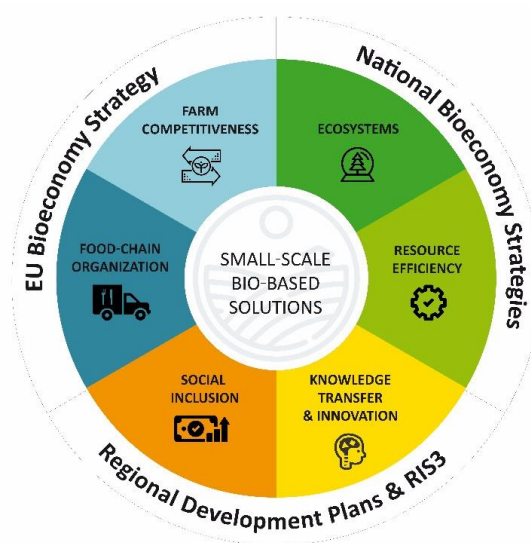 EU Bioeconomy Strategy
National Bioeconomy Strategies
FARM
COMPETITIVENESS
ECOSYSTEMS
FOOD-CHAIN
ORGANIZATION
SMALL-SCALE
BIO-BASED
SOLUTIONS
RESOURCE
EFFICIENCY
SOCIAL
INCLUSION
KNOWLEDGE
TRANSFER
& INNOVATION
Regional Development Plans & RIS3